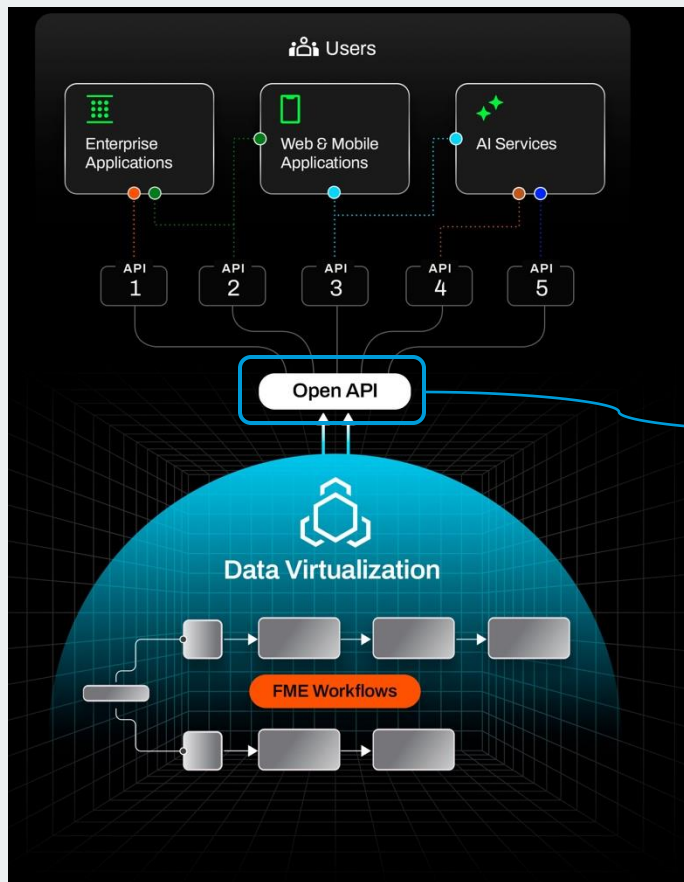 Users
Enterprise
Applications
Web & Mobile
Applications
AI Services
API
1
API
2
API
3
API
4
API
5
Open API
Data Virtualization
FME Workflows